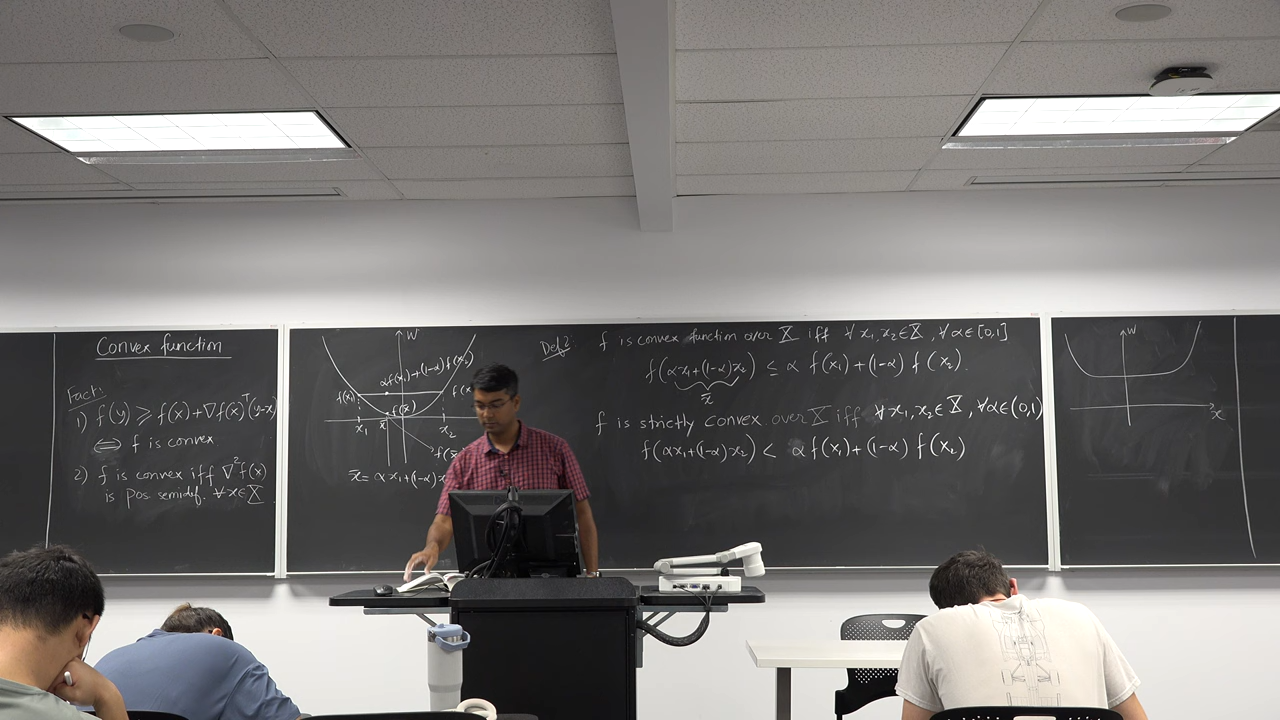 Convex function
Fact:
1) f(y) ⩾ f(x)+∇f(x)ᵀ(y-x)
⟺ f is convex
2) f is convex iff ∇²f(x)
is pos semidef. ∀x∈X
w
αf(x₁)+(1-α)f(x₂)
f(x₁)
f(x
f(x̄)
x₁
x̄
x₂
f(x̄
x̄ = αx₁+(1-α)x
Def²:
f is convex function over X iff ∀ x₁,x₂∈X, ∀α∈[0,1]
f(αx₁+(1-α)x₂) ≤ α f(x₁)+(1-α) f(x₂).
x̄
f is strictly convex over X iff ∀x₁,x₂∈X, ∀α∈(0,1)
f(αx₁+(1-α)x₂) < αf(x₁)+(1-α) f(x₂)
w
x